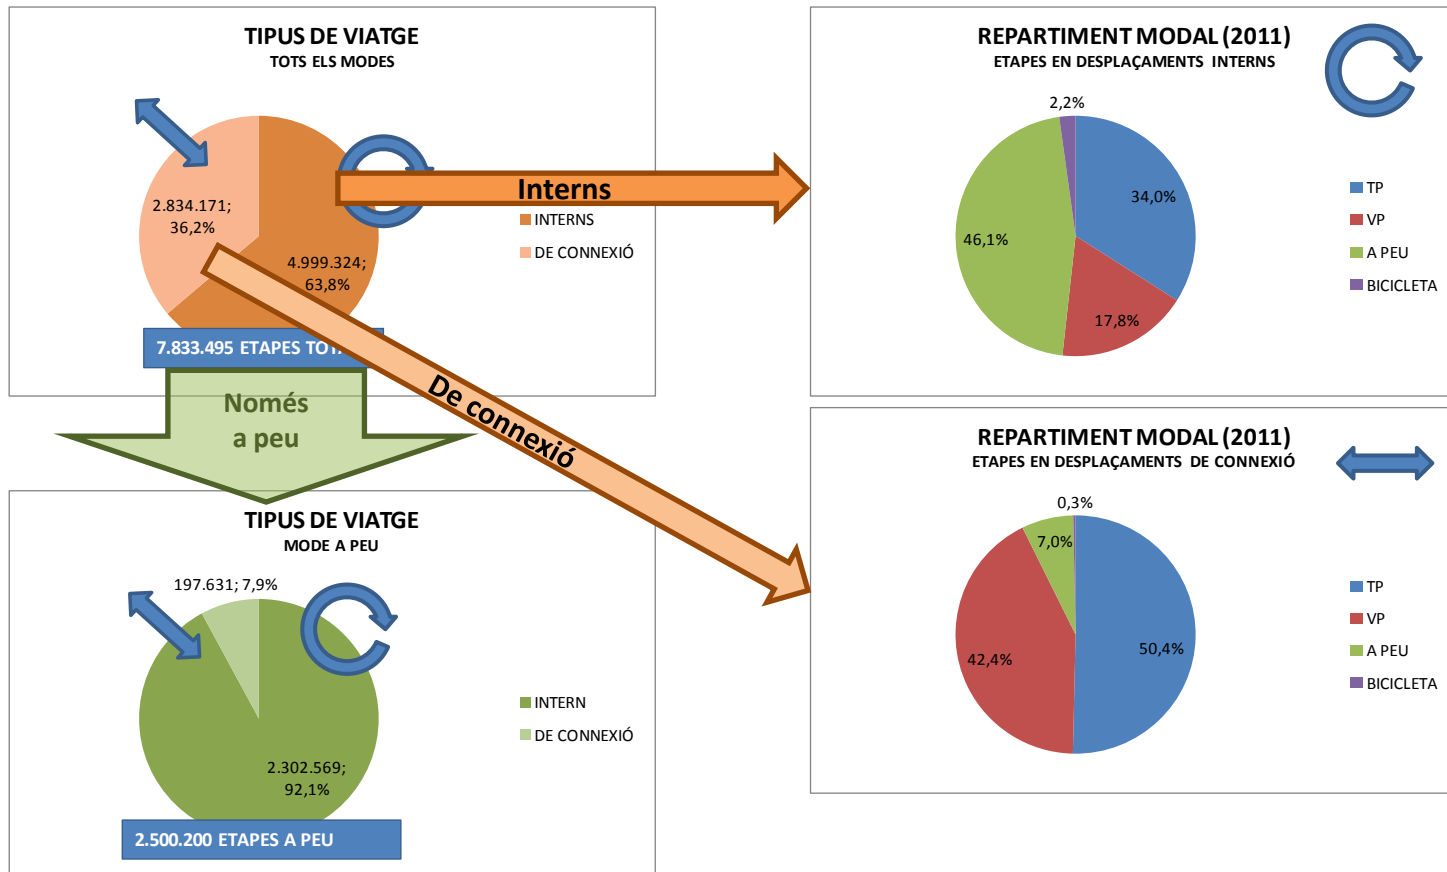 TIPUS DE VIATGE
TOTS ELS MODES
2.834.171;
36,2%
4.999.324;
63,8%
INTERNS
DE CONNEXIÓ
7.833.495 ETAPES
Interns
De connexió
Només
a peu
REPARTIMENT MODAL (2011)
ETAPES EN DESPLAÇAMENTS INTERNS
2,2%
34,0%
46,1%
17,8%
TP
VP
A PEU
BICICLETA
TIPUS DE VIATGE
MODE A PEU
197.631; 7,9%
2.302.569;
92,1%
INTERN
DE CONNEXIÓ
2.500.200 ETAPES A PEU
REPARTIMENT MODAL (2011)
ETAPES EN DESPLAÇAMENTS DE CONNEXIÓ
0,3%
7,0%
42,4%
50,4%
TP
VP
A PEU
BICICLETA